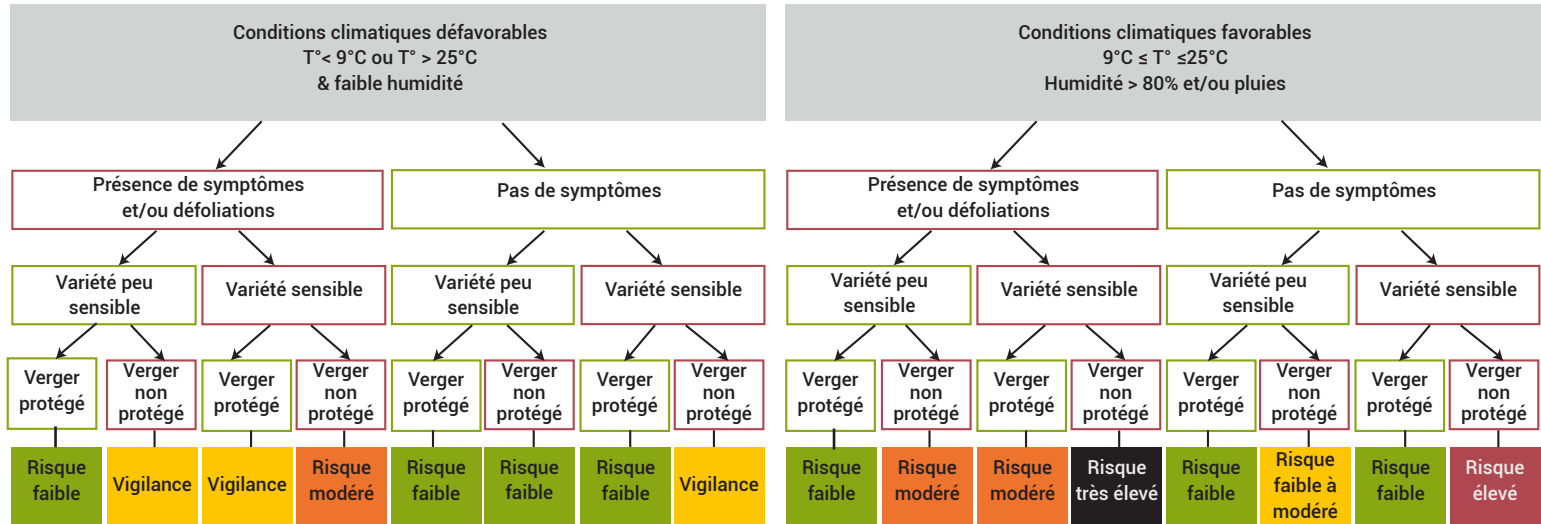 Conditions climatiques défavorables
T°< 9°C ou T° > 25°C
& faible humidité
Présence de symptômes
et/ou défoliations
Pas de symptômes
Variété peu
sensible
Variété sensible
Variété peu
sensible
Variété sensible
Verger
protégé
Verger
non
protégé
Verger
protégé
Verger
non
protégé
Verger
protégé
Verger
non
protégé
Verger
protégé
Verger
non
protégé
Risque
faible
Vigilance
Vigilance
Risque
modéré
Risque
faible
Risque
faible
Risque
faible
Vigilance
Conditions climatiques favorables
9°C ≤ T° ≤25°C
Humidité > 80% et/ou pluies
Présence de symptômes
et/ou défoliations
Pas de symptômes
Variété peu
sensible
Variété sensible
Variété peu
sensible
Variété sensible
Verger
protégé
Verger
non
protégé
Verger
protégé
Verger
non
protégé
Verger
protégé
Verger
non
protégé
Verger
protégé
Verger
non
protégé
Risque
faible
Risque
modéré
Risque
modéré
Risque
très élevé
Risque
faible
Risque
faible à
modéré
Risque
faible
Risque
élevé